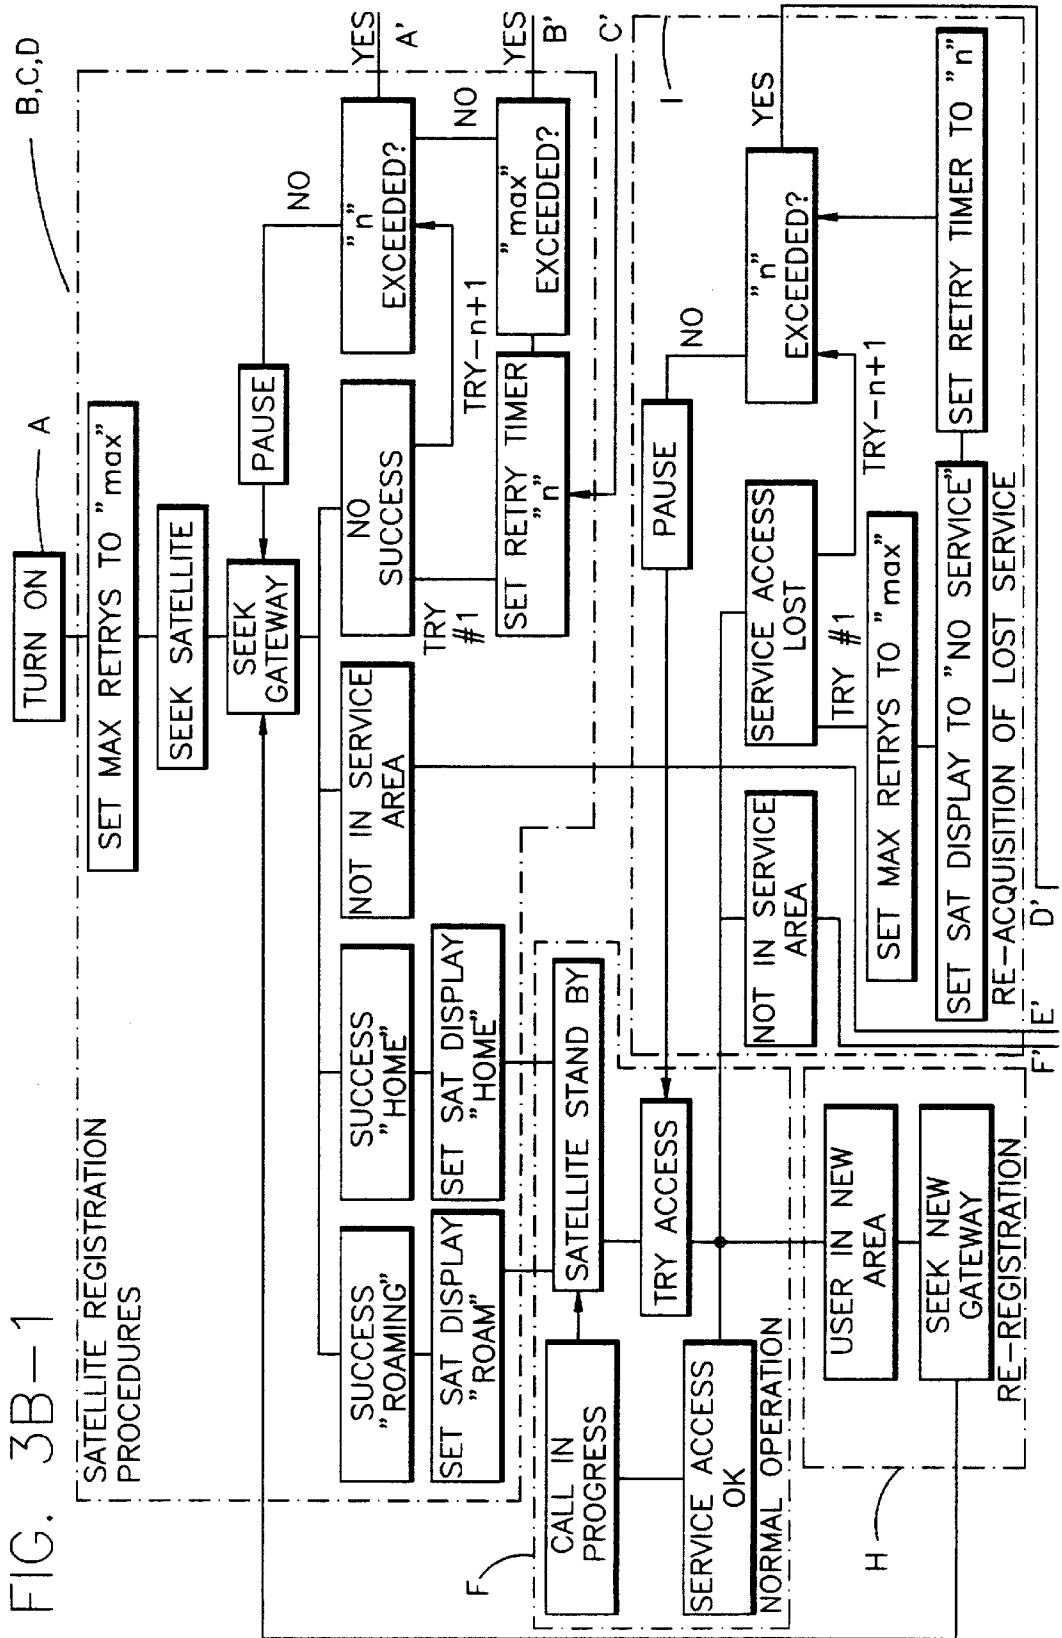 FIG. 3B-1
TURN ON
A
B,C,D
SATELLITE REGISTRATION
PROCEDURES
SET MAX RETRYS TO "max"
SEEK SATELLITE
SEEK
GATEWAY
PAUSE
NO
SUCCESS
"ROAMING"
SUCCESS
"HOME"
NOT IN SERVICE
AREA
NO
SUCCESS
"n"
EXCEEDED?
YES
A'
SET SAT DISPLAY
"ROAM"
SET SAT DISPLAY
"HOME"
TRY
#1
TRY-n+1
NO
SET RETRY TIMER
"n"
"max"
EXCEEDED?
YES
B'
C'
F
CALL IN
PROGRESS
SATELLITE STAND BY
TRY ACCESS
SERVICE ACCESS
OK
NORMAL OPERATION
PAUSE
NO
I
NOT IN SERVICE
AREA
SERVICE ACCESS
LOST
"n"
EXCEEDED?
YES
TRY #1
TRY-n+1
SET MAX RETRYS TO "max"
SET SAT DISPLAY TO "NO SERVICE"
SET RETRY TIMER TO "n"
RE-ACQUISITION OF LOST SERVICE
H
USER IN NEW
AREA
SEEK NEW
GATEWAY
RE-REGISTRATION
F'
E'
D'